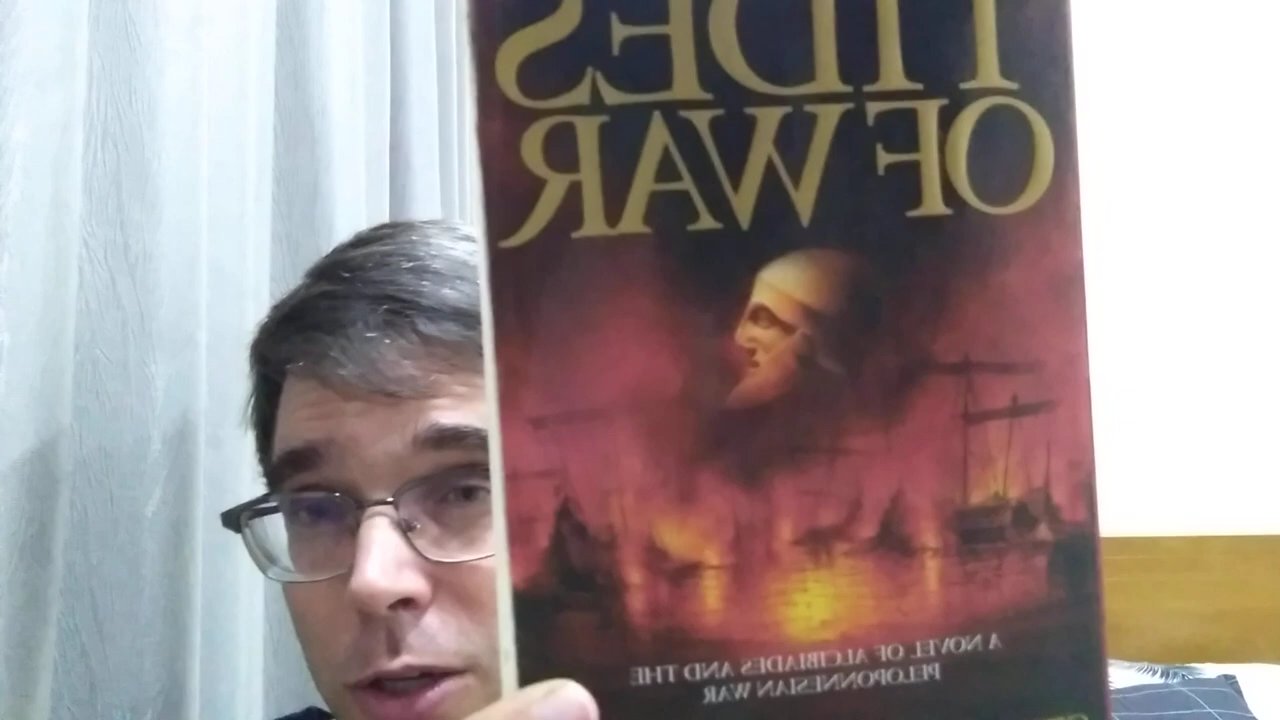 TIDES
OF WAR
A NOVEL OF ALCIBIADES AND THE
PELOPONNESIAN WAR